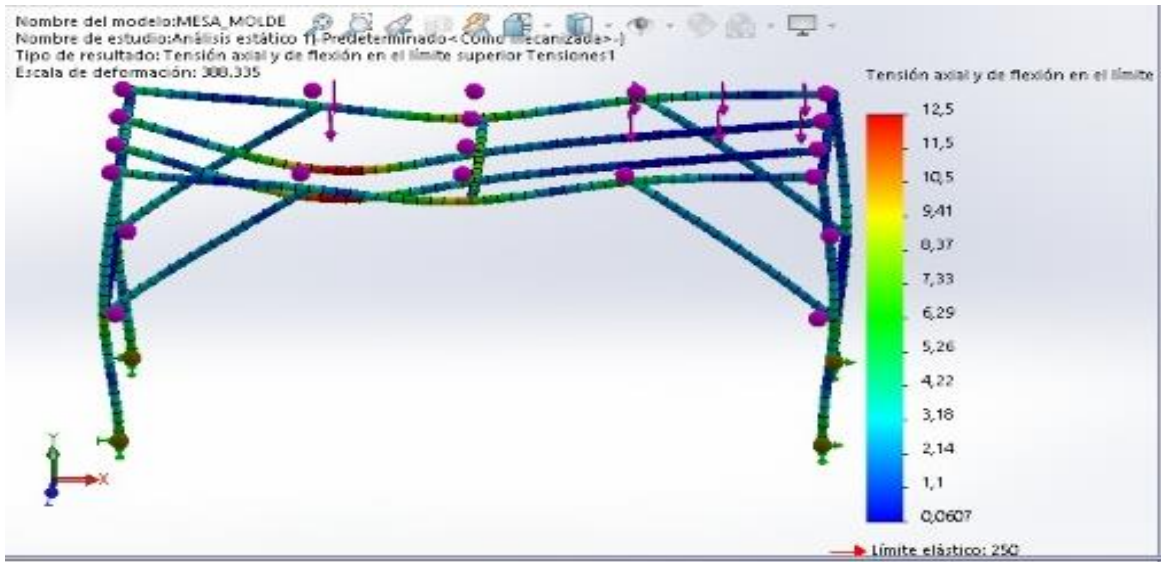 Nombre del modelo:MESA_MOLDE
Nombre de estudio:Análisis estático 1(-Predeterminado<Como mecanizada>-)
Tipo de resultado: Tensión axial y de flexión en el límite superior Tensiones1
Escala de deformación: 388.335
Tensión axial y de flexión en el límite
12,5
11,5
10,5
9,41
8,37
7,33
6,29
5,26
4,22
3,18
2,14
1,1
0,0607
Límite elástico: 250
Y
X
Z